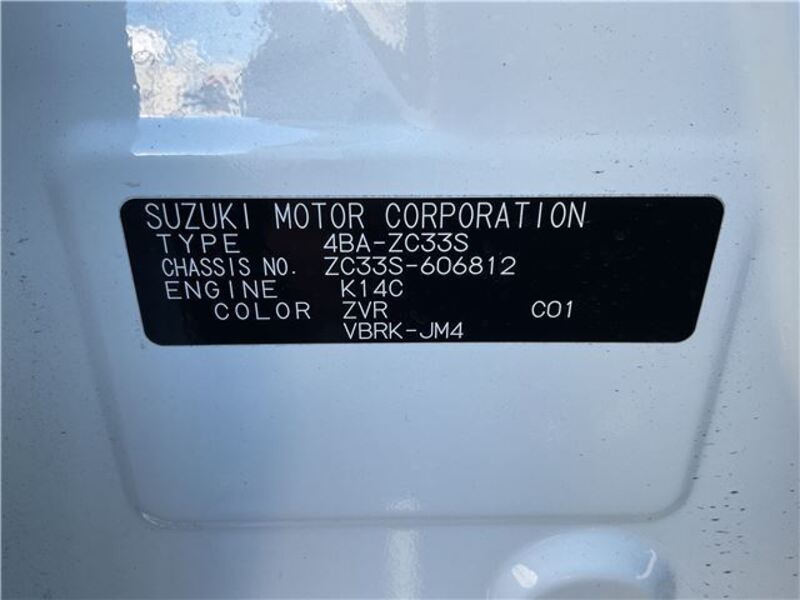 SUZUKI MOTOR CORPORATION
TYPE 4BA-ZC33S
CHASSIS NO. ZC33S-606812
ENGINE K14C
COLOR ZVR C01
VBRK-JM4